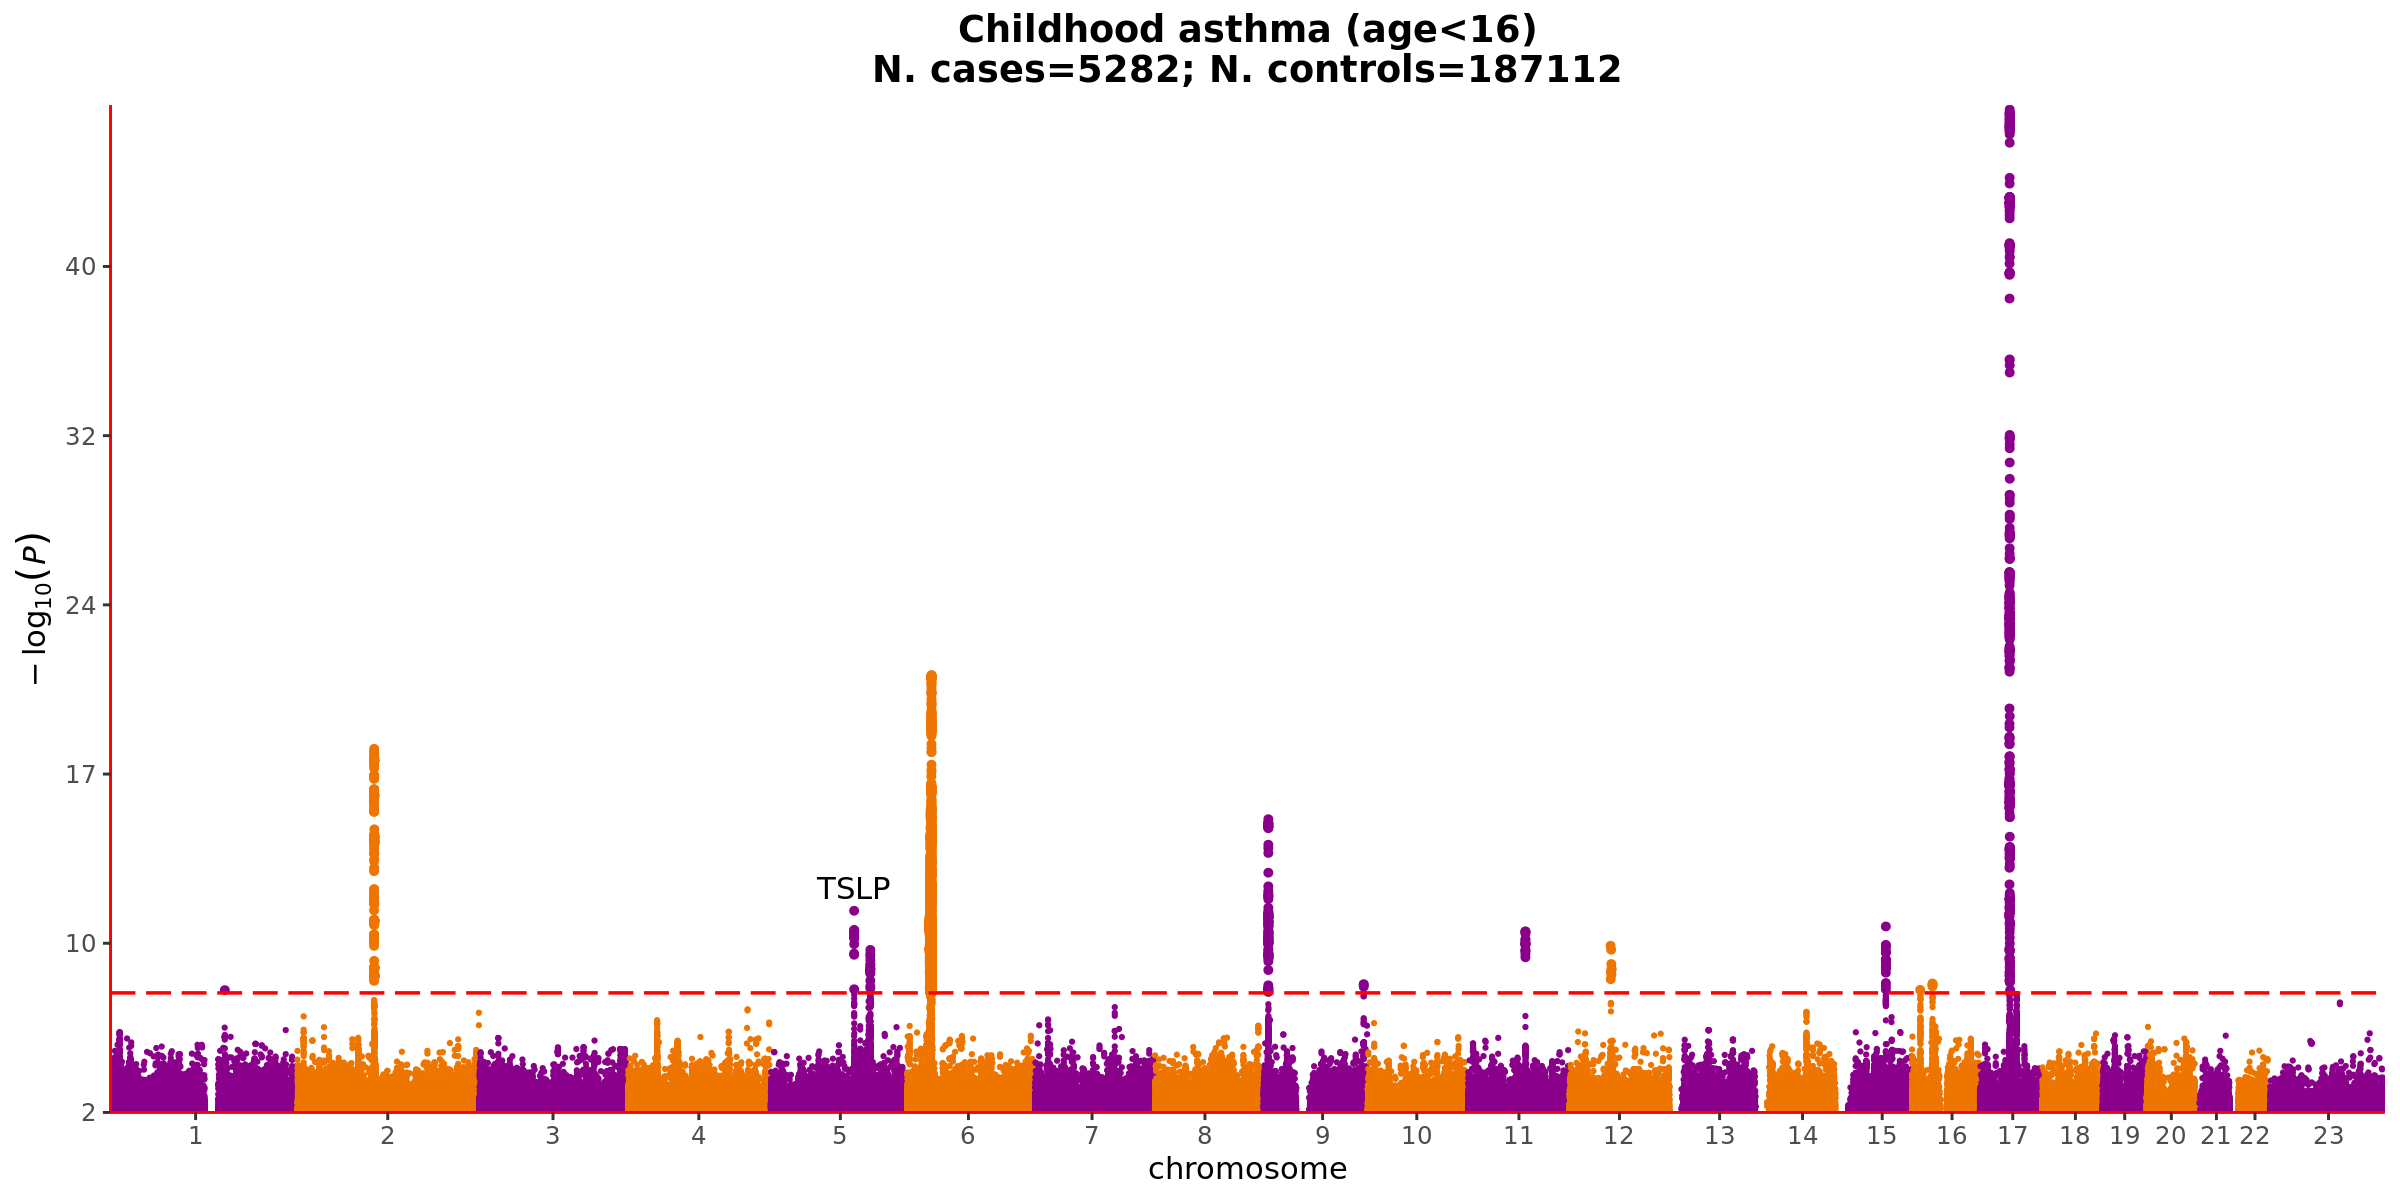 Childhood asthma (age<16)
N. cases=5282; N. controls=187112
−log₁₀(P)
40
32
24
17
10
2
TSLP
1 2 3 4 5 6 7 8 9 10 11 12 13 14 15 16 17 18 19 20 21 22 23
chromosome